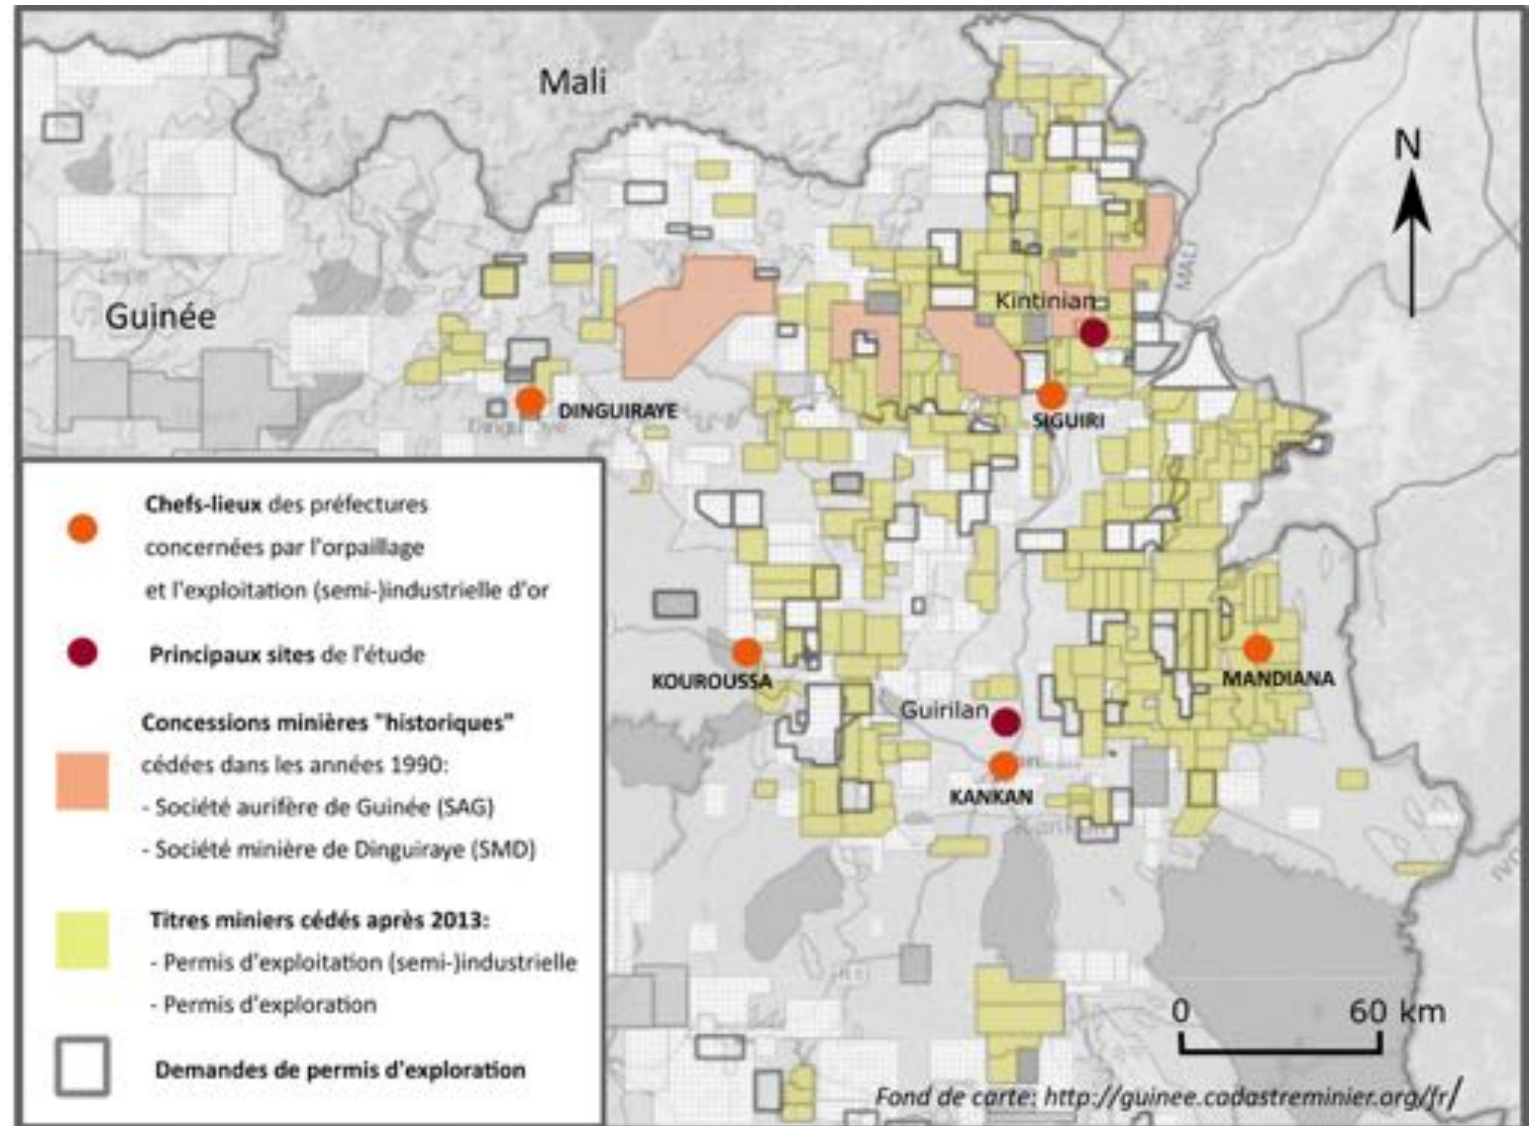 Mali
N
Guinée
Kintinian
MALI
DINGUIRAYE
SIGUIRI
KOUROUSSA
MANDIANA
Guirilan
KANKAN
Kankan
Chefs-lieux des préfectures
concernées par l'orpaillage
et l'exploitation (semi-)industrielle d'or
Principaux sites de l'étude
Concessions minières "historiques"
cédées dans les années 1990:
- Société aurifère de Guinée (SAG)
- Société minière de Dinguiraye (SMD)
Titres miniers cédés après 2013:
- Permis d'exploitation (semi-)industrielle
- Permis d'exploration
Demandes de permis d'exploration
0 60 km
Fond de carte: http://guinee.cadastreminier.org/fr/